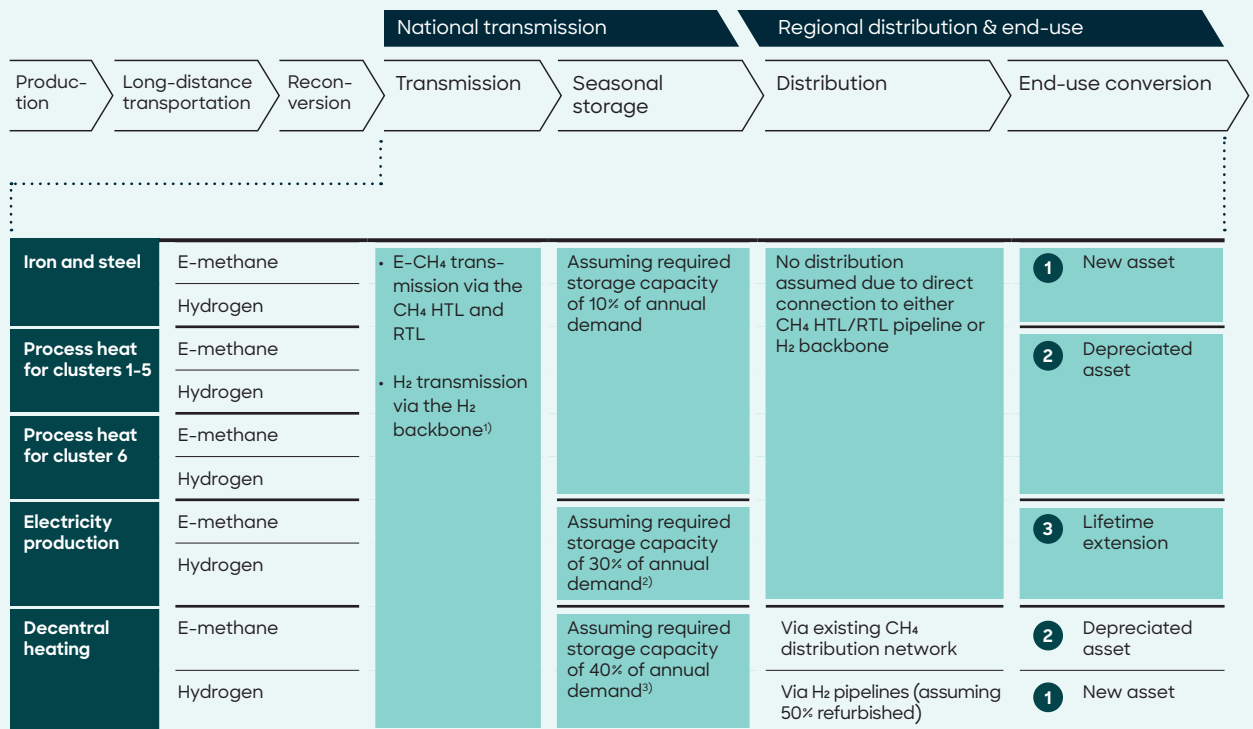 National transmission
Regional distribution & end-use
Produc-
tion
Long-distance
transportation
Recon-
version
Transmission
Seasonal
storage
Distribution
End-use conversion
Iron and steel
E-methane
Hydrogen
Process heat
for clusters 1-5
E-methane
Hydrogen
Process heat
for cluster 6
E-methane
Hydrogen
Electricity
production
E-methane
Hydrogen
Decentral
heating
E-methane
Hydrogen
• E-CH₄ trans-
mission via the
CH₄ HTL and
RTL
• H₂ transmission
via the H₂
backbone¹⁾
Assuming required
storage capacity
of 10% of annual
demand
Assuming required
storage capacity
of 30% of annual
demand²⁾
Assuming required
storage capacity
of 40% of annual
demand³⁾
No distribution
assumed due to direct
connection to either
CH₄ HTL/RTL pipeline or
H₂ backbone
Via existing CH₄
distribution network
Via H₂ pipelines (assuming
50% refurbished)
1 New asset
2 Depreciated
asset
3 Lifetime
extension
2 Depreciated
asset
1 New asset